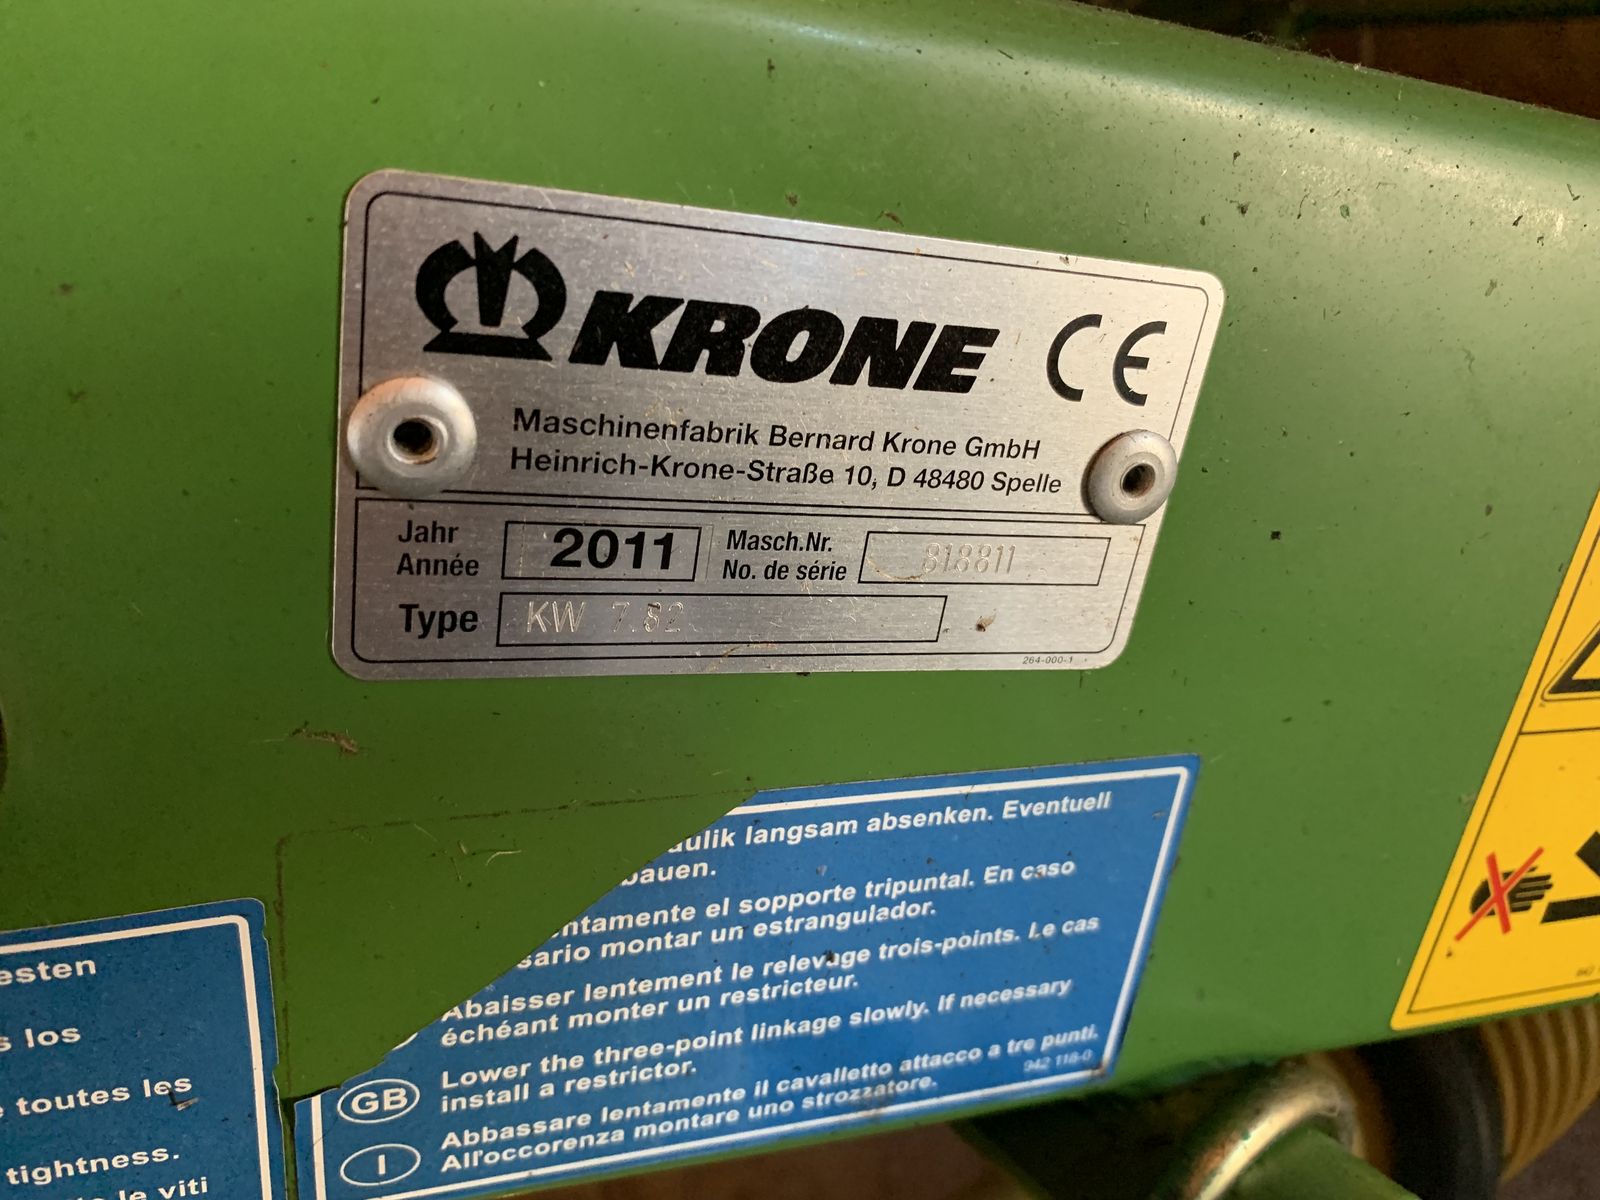 KRONE CE
Maschinenfabrik Bernard Krone GmbH
Heinrich-Krone-Straße 10, D 48480 Spelle
Jahr
Année
2011
Masch.Nr.
No. de série
818811
Type
KW 7.82
264-000-1
aulik langsam absenken. Eventuell
bauen.
ntamente el sopporte tripuntal. En caso
sario montar un estrangulador.
Abaisser lentement le relevage trois-points. Le cas
échéant monter un restricteur.
GB
Lower the three-point linkage slowly. If necessary
install a restrictor.
I
Abbassare lentamente il cavalletto attacco a tre punti.
All'occorenza montare uno strozzatore.
942 118-0
esten
s los
toutes les
tightness.
le viti